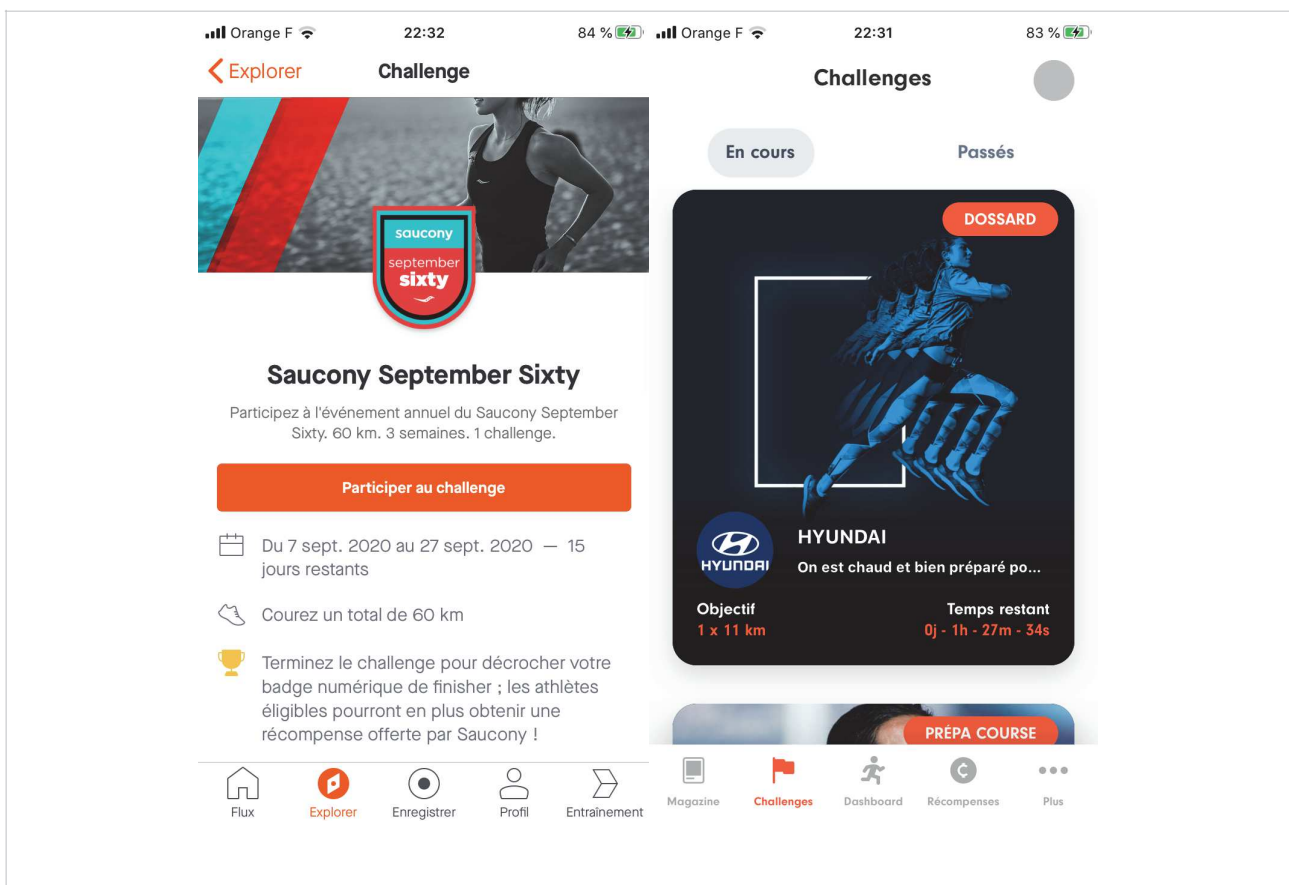 Orange F
22:32
84 %
Explorer
Challenge
saucony
september
sixty
Saucony September Sixty
Participez à l'événement annuel du Saucony September
Sixty. 60 km. 3 semaines. 1 challenge.
Participer au challenge
Du 7 sept. 2020 au 27 sept. 2020 — 15
jours restants
Courez un total de 60 km
Terminez le challenge pour décrocher votre
badge numérique de finisher ; les athlètes
éligibles pourront en plus obtenir une
récompense offerte par Saucony !
Flux
Explorer
Enregistrer
Profil
Entraînement
Orange F
22:31
83 %
Challenges
En cours
Passés
DOSSARD
HYUNDAI
HYUNDAI
On est chaud et bien préparé po...
Objectif
Temps restant
1 x 11 km
0j - 1h - 27m - 34s
PRÉPA COURSE
Magazine
Challenges
Dashboard
Récompenses
Plus